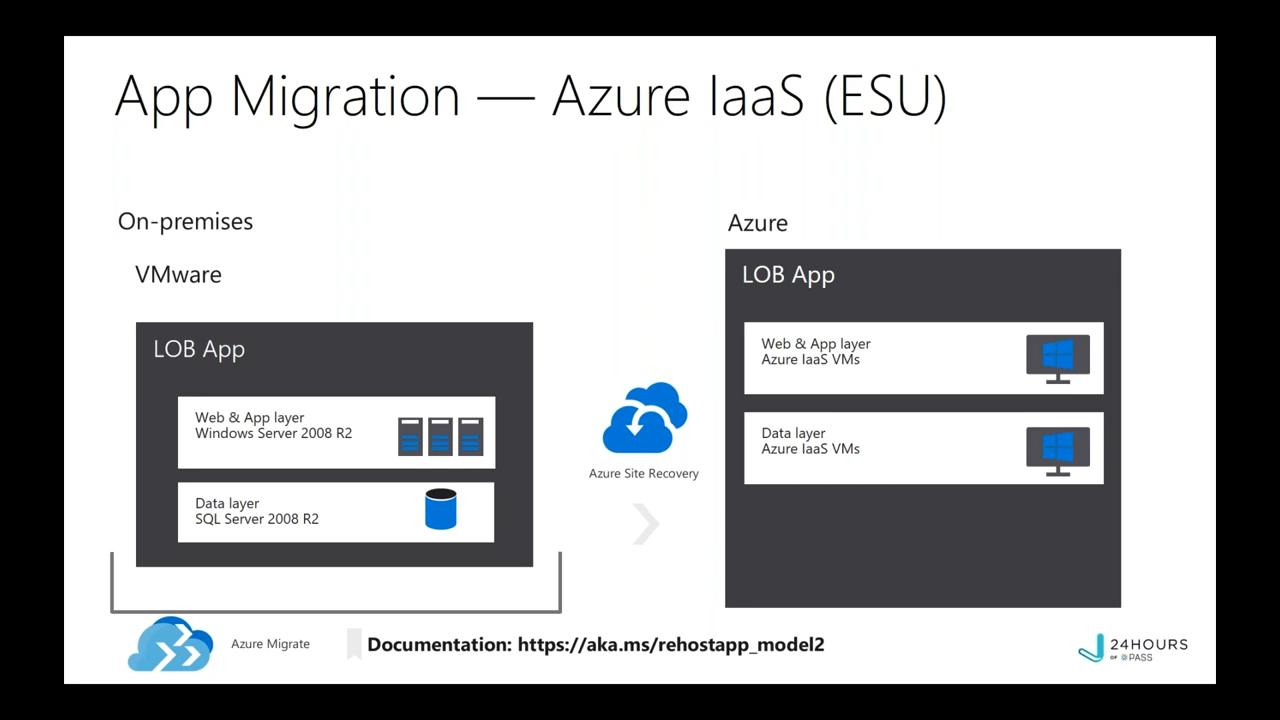 App Migration — Azure IaaS (ESU)
On-premises
VMware
LOB App
Web & App layer
Windows Server 2008 R2
Data layer
SQL Server 2008 R2
Azure Site Recovery
Azure
LOB App
Web & App layer
Azure IaaS VMs
Data layer
Azure IaaS VMs
Azure Migrate
Documentation: https://aka.ms/rehostapp_model2
24HOURS
OF PASS